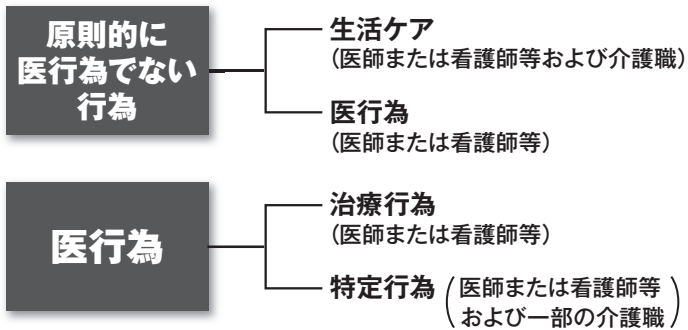 原則的に
医行為でない
行為
生活ケア
(医師または看護師等および介護職)
医行為
(医師または看護師等)
医行為
治療行為
(医師または看護師等)
特定行為(医師または看護師等
および一部の介護職)